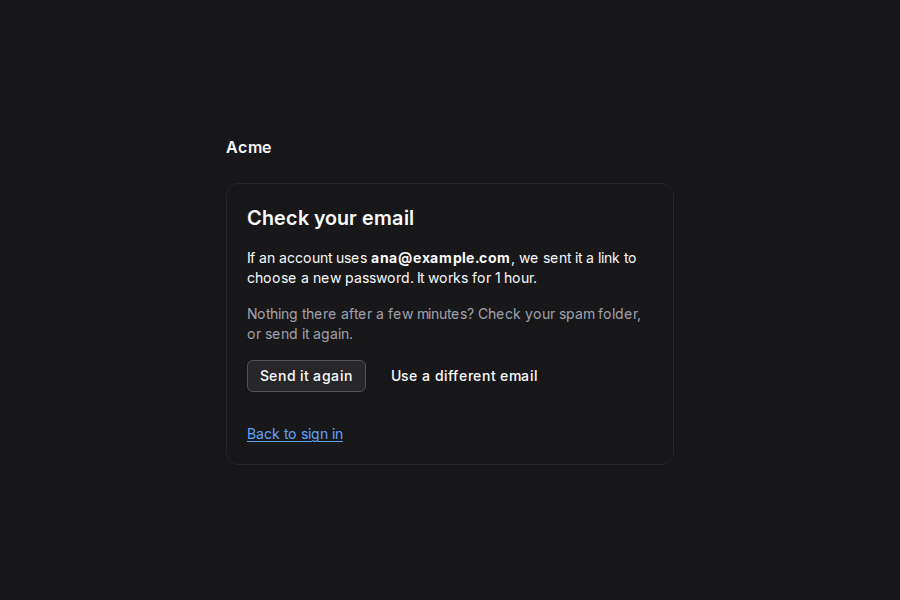 Acme
Check your email
If an account uses ana@example.com, we sent it a link to
choose a new password. It works for 1 hour.
Nothing there after a few minutes? Check your spam folder,
or send it again.
Send it again
Use a different email
Back to sign in